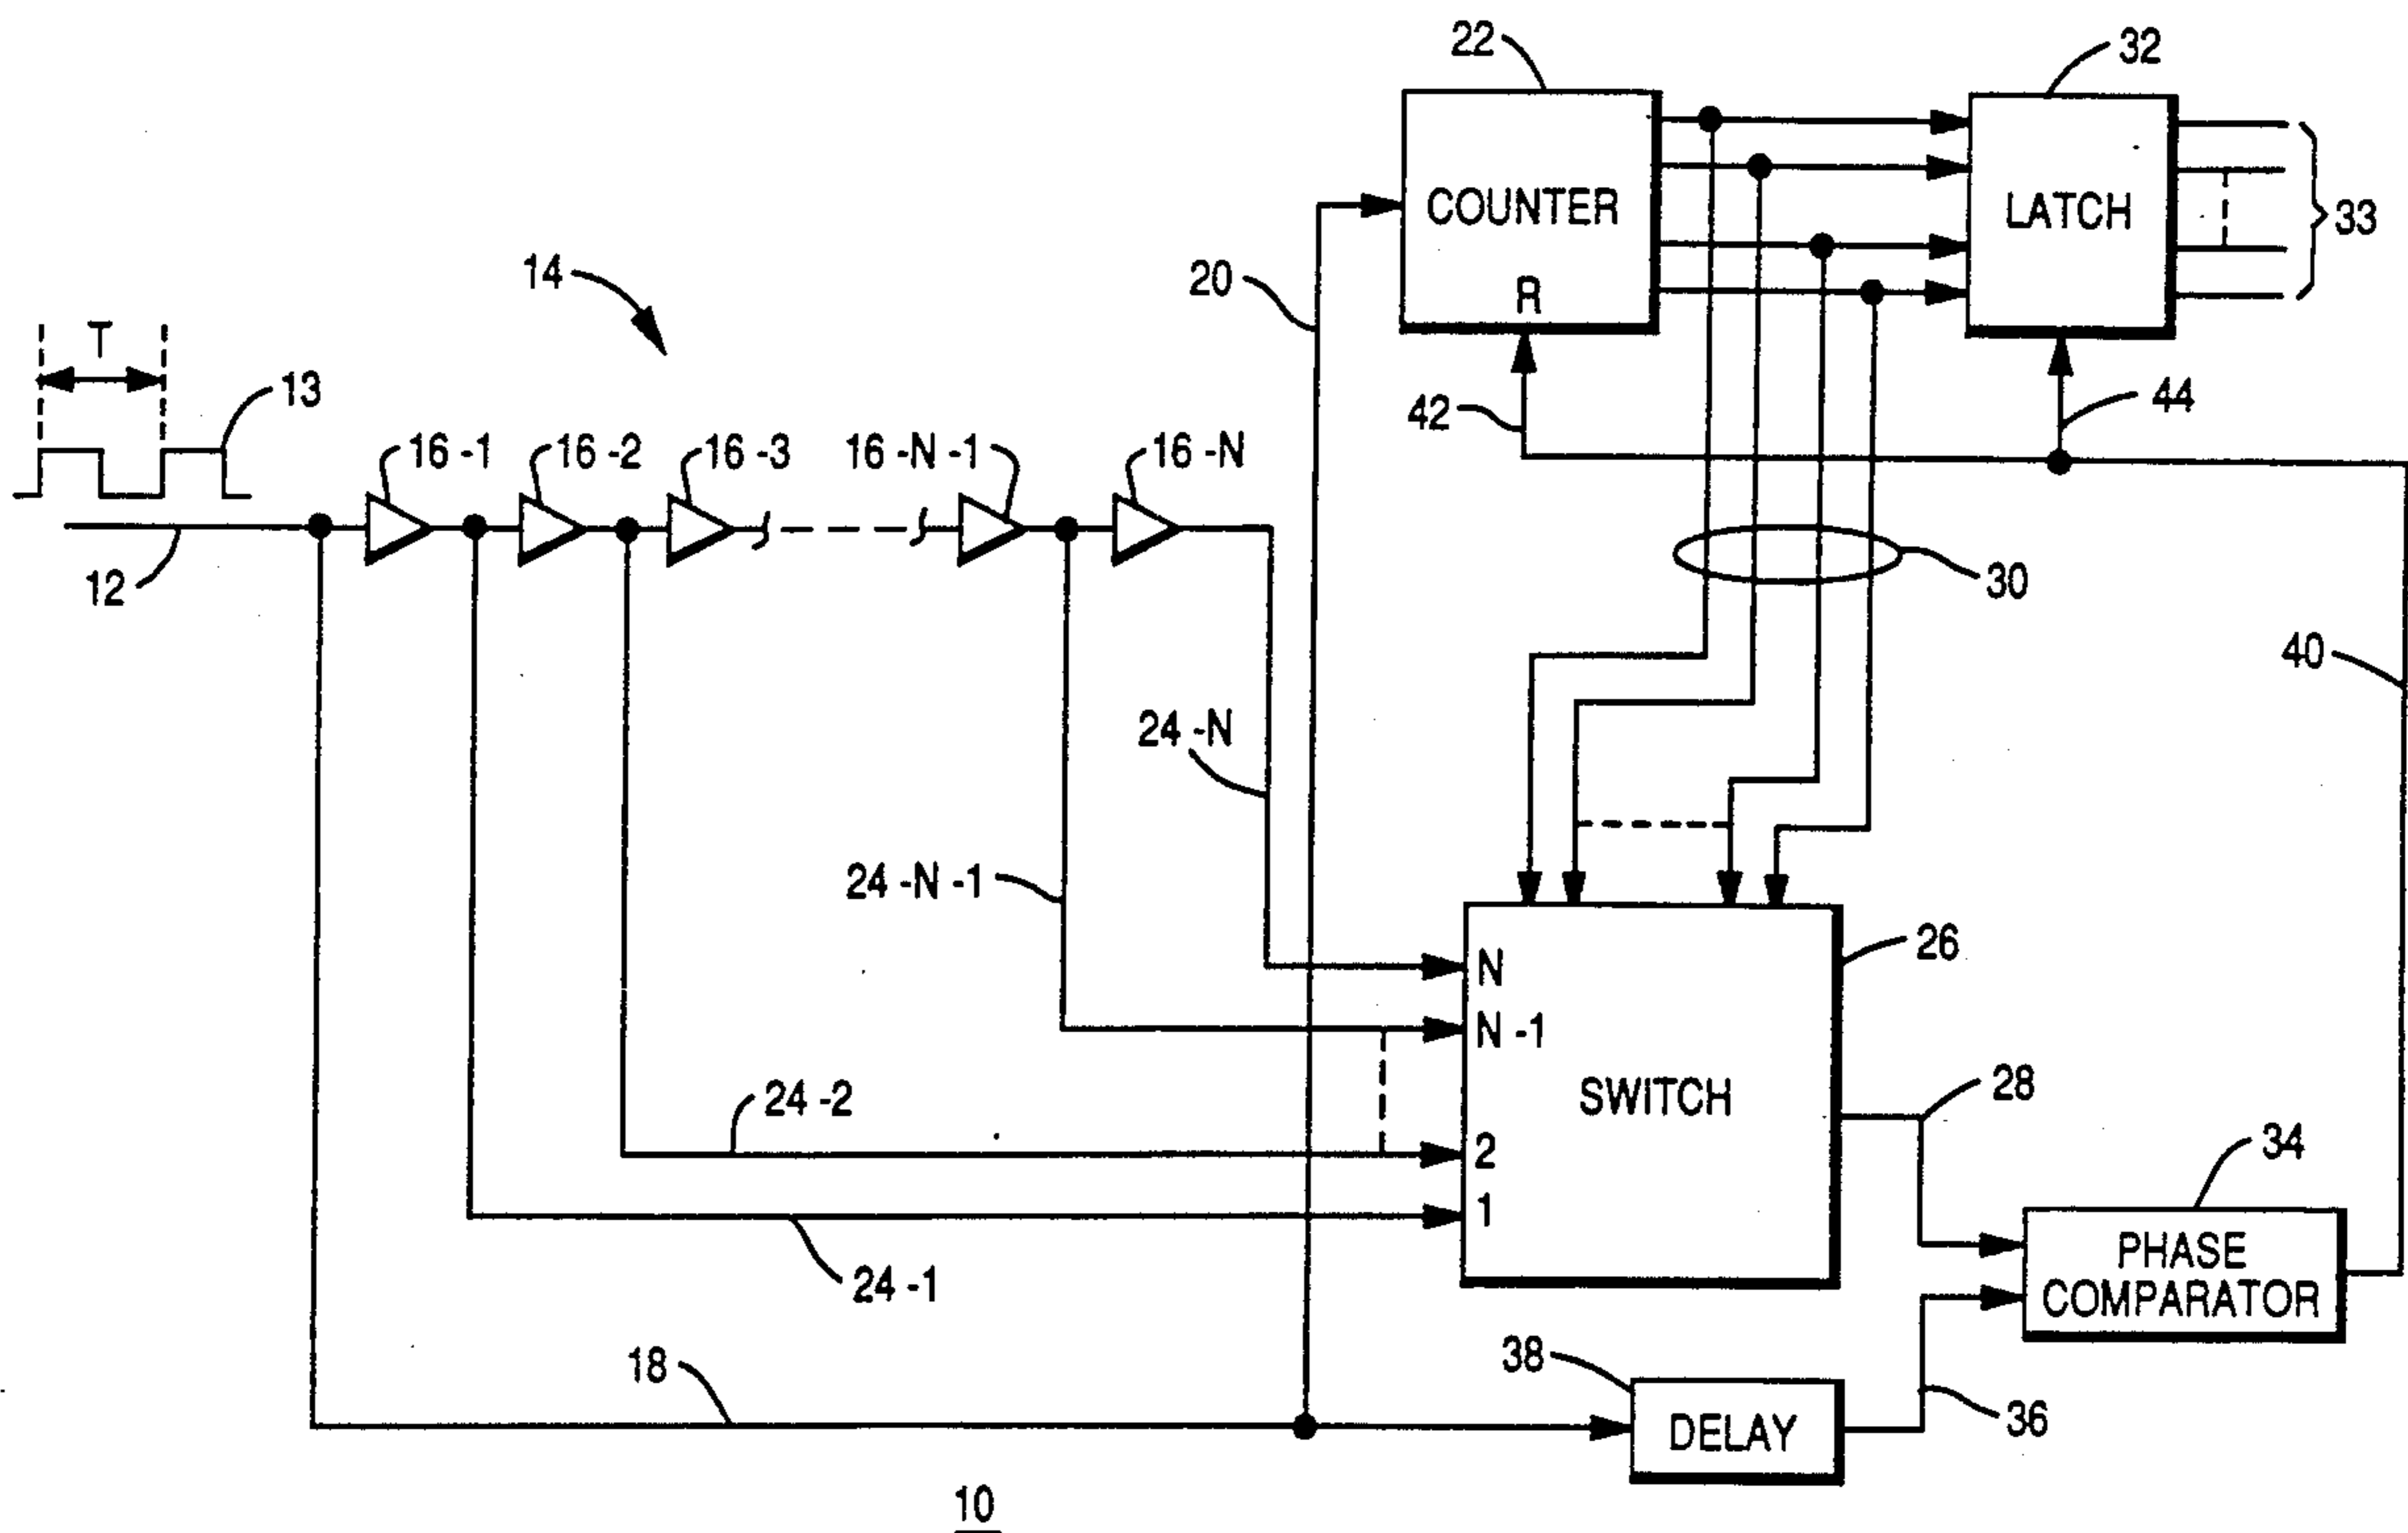 22
32
COUNTER
R
LATCH
33
20
14
T
13
42
44
16 -1
16 -2
16 -3
16 -N -1
16 -N
12
30
40
24 -N
24 -N -1
26
N
N -1
SWITCH
28
24 -2
2
34
1
PHASE
COMPARATOR
24 -1
18
38
DELAY
36
10